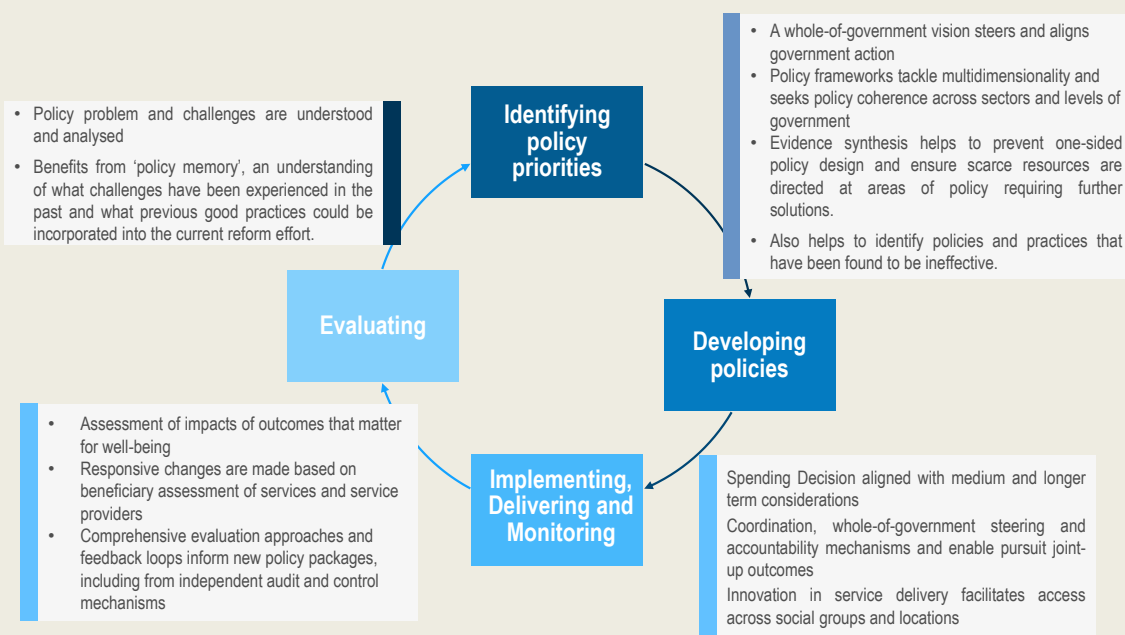 Identifying
policy
priorities
• A whole-of-government vision steers and aligns
government action
• Policy frameworks tackle multidimensionality and
seeks policy coherence across sectors and levels of
government
• Evidence synthesis helps to prevent one-sided
policy design and ensure scarce resources are
directed at areas of policy requiring further
solutions.
• Also helps to identify policies and practices that
have been found to be ineffective.
• Policy problem and challenges are understood
and analysed
• Benefits from ‘policy memory’, an understanding
of what challenges have been experienced in the
past and what previous good practices could be
incorporated into the current reform effort.
Evaluating
Developing
policies
• Assessment of impacts of outcomes that matter
for well-being
• Responsive changes are made based on
beneficiary assessment of services and service
providers
• Comprehensive evaluation approaches and
feedback loops inform new policy packages,
including from independent audit and control
mechanisms
Implementing,
Delivering and
Monitoring
Spending Decision aligned with medium and longer
term considerations
Coordination, whole-of-government steering and
accountability mechanisms and enable pursuit joint-
up outcomes
Innovation in service delivery facilitates access
across social groups and locations